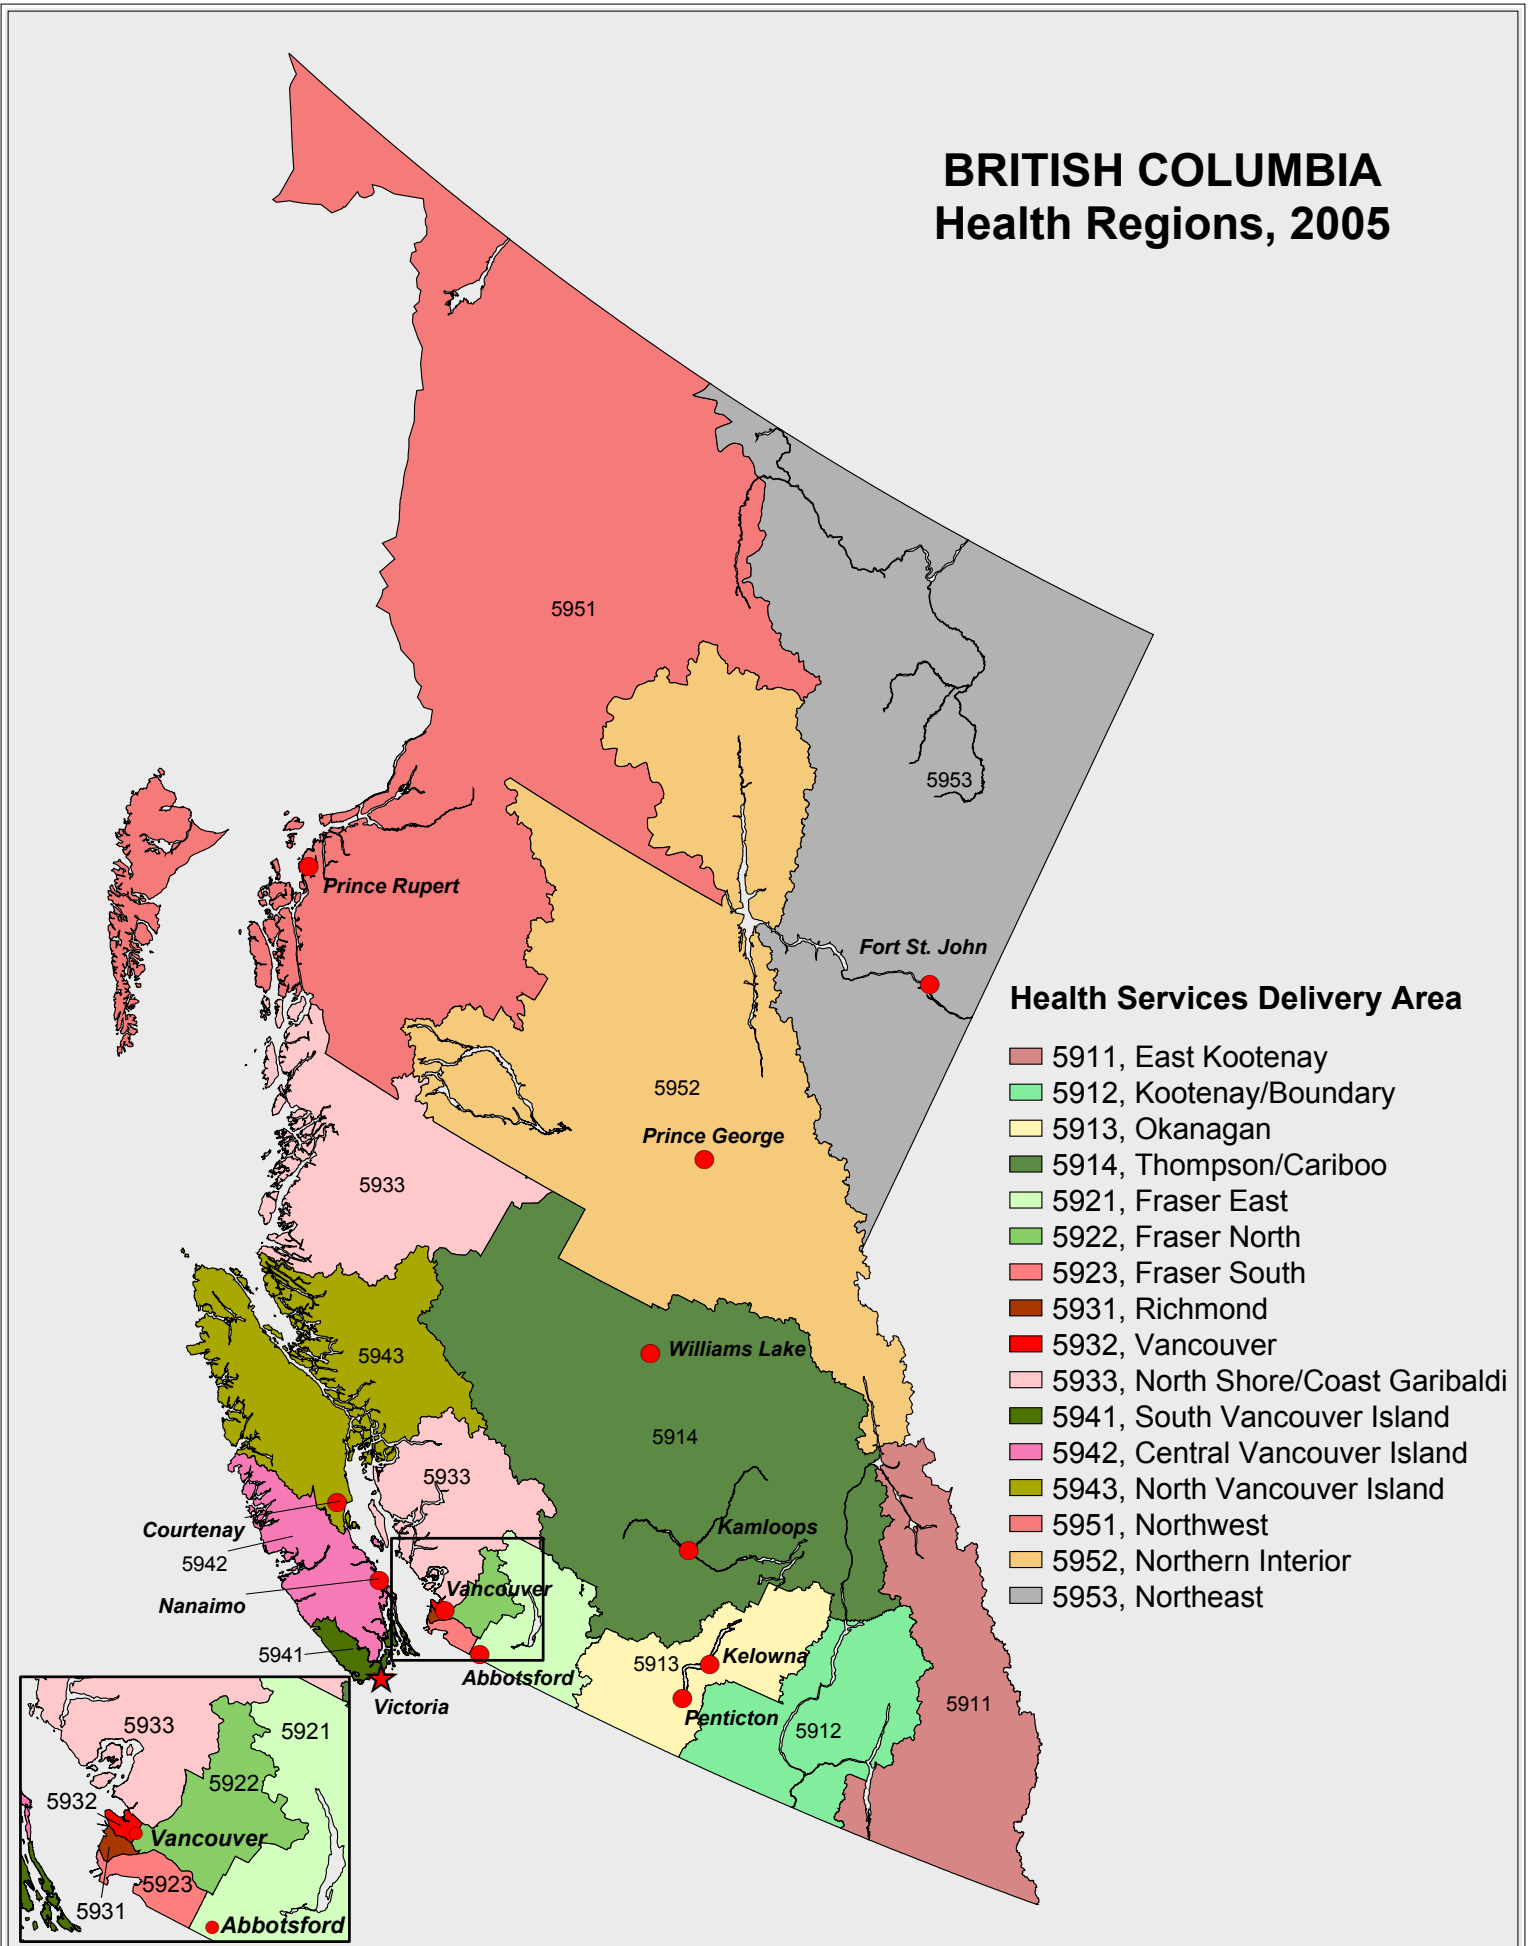 BRITISH COLUMBIA
Health Regions, 2005
5951
5953
Prince Rupert
Fort St. John
5952
Prince George
5933
5943
Williams Lake
5914
5933
Courtenay
5942
Kamloops
Nanaimo
Vancouver
5941
5913
Kelowna
Abbotsford
Victoria
Penticton
5911
5912
Health Services Delivery Area
5911, East Kootenay
5912, Kootenay/Boundary
5913, Okanagan
5914, Thompson/Cariboo
5921, Fraser East
5922, Fraser North
5923, Fraser South
5931, Richmond
5932, Vancouver
5933, North Shore/Coast Garibaldi
5941, South Vancouver Island
5942, Central Vancouver Island
5943, North Vancouver Island
5951, Northwest
5952, Northern Interior
5953, Northeast
5933
5921
5922
5932
Vancouver
5923
5931
Abbotsford